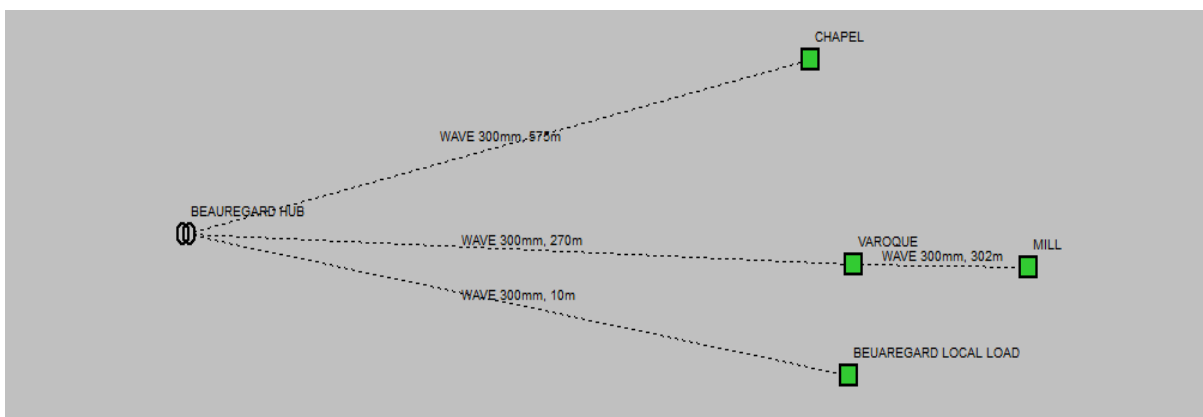 CHAPEL
WAVE 300mm, 575m
BEAUREGARD HUB
WAVE 300mm, 270m
VAROQUE
WAVE 300mm, 302m
MILL
WAVE 300mm, 10m
BEUAREGARD LOCAL LOAD